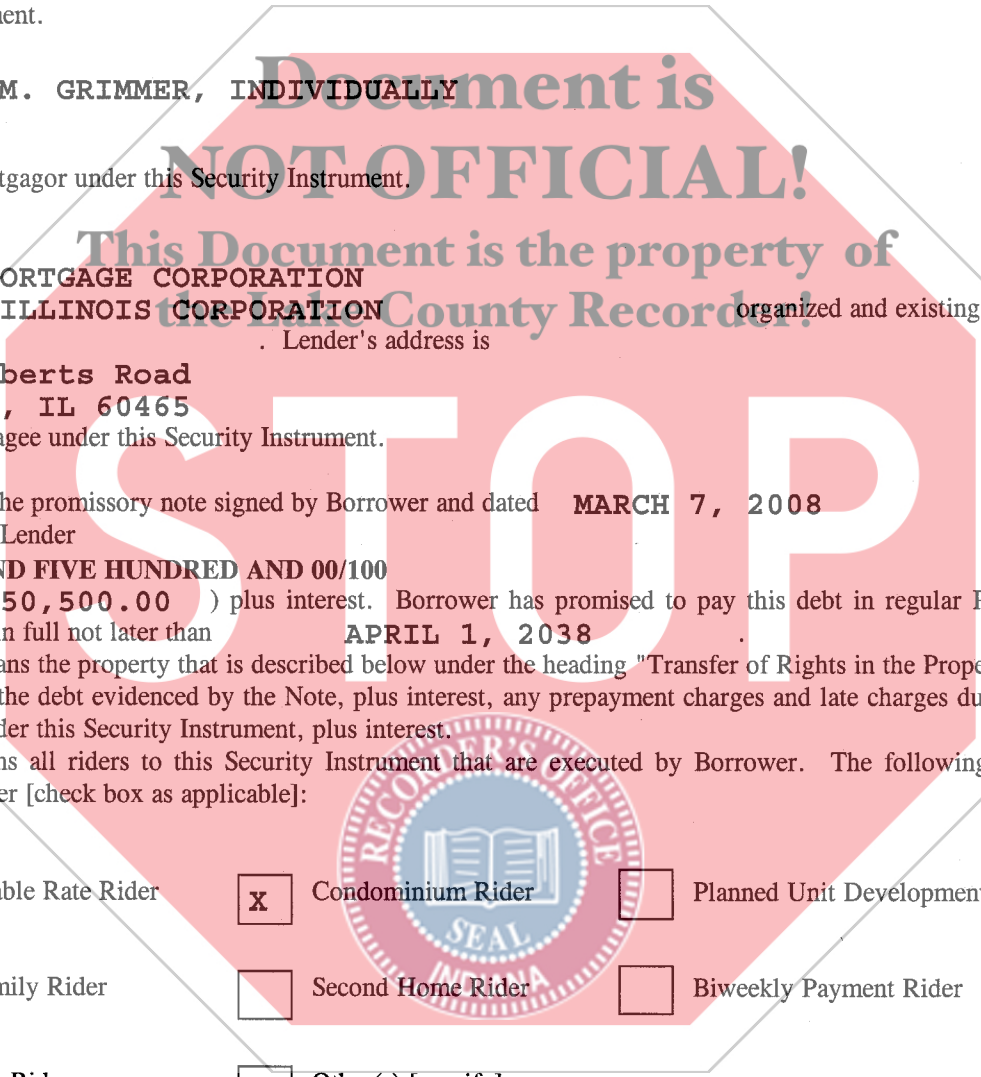 ent.
Document is
M. GRIMMER, INDIVIDUALLY
NOT OFFICIAL!
tgagor under this Security Instrument.
This Document is the property of
ORTGAGE CORPORATION
the Lake County Recorder!
ILLINOIS CORPORATION organized and existing
. Lender's address is
berts Road
, IL 60465
agee under this Security Instrument.
STOP
he promissory note signed by Borrower and dated MARCH 7, 2008
Lender
ND FIVE HUNDRED AND 00/100
50,500.00 ) plus interest. Borrower has promised to pay this debt in regular P
n full not later than APRIL 1, 2038 .
ans the property that is described below under the heading "Transfer of Rights in the Prope
the debt evidenced by the Note, plus interest, any prepayment charges and late charges du
der this Security Instrument, plus interest.
ns all riders to this Security Instrument that are executed by Borrower. The following
er [check box as applicable]:
RECORDER'S OFFICE
able Rate Rider X Condominium Rider Planned Unit Development
SEAL
INDIANA
mily Rider Second Home Rider Biweekly Payment Rider